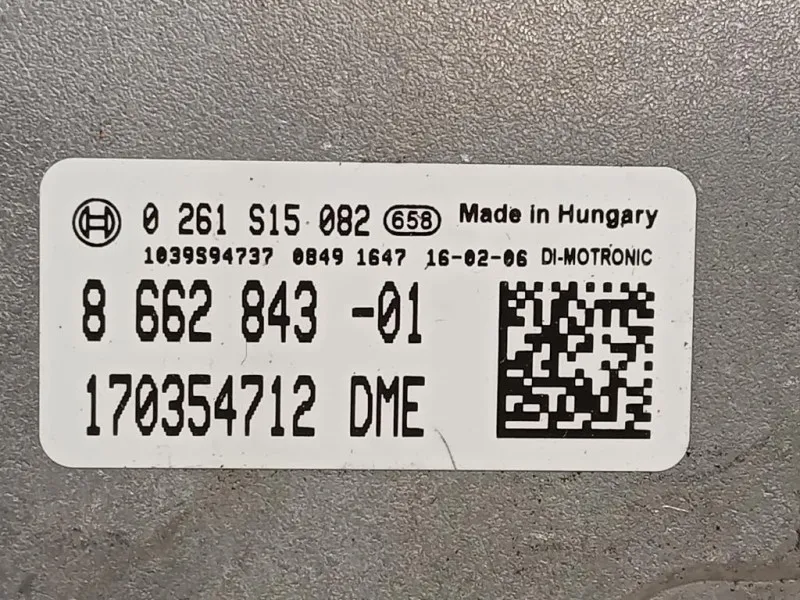 0 261 S15 082 658 Made in Hungary
1039S94737 0849 1647 16-02-06 DI-MOTRONIC
8 662 843 -01
170354712 DME